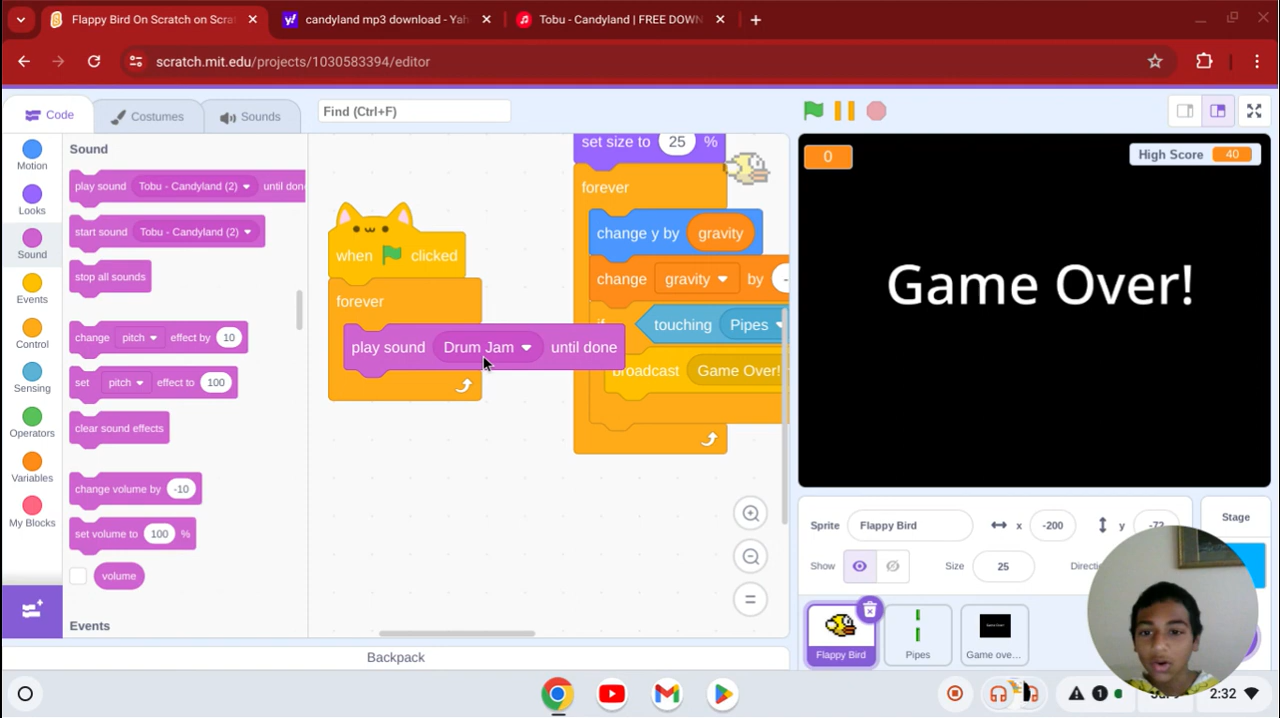 Flappy Bird On Scratch on Scra
candyland mp3 download - Yah
Tobu - Candyland | FREE DOWN
scratch.mit.edu/projects/1030583394/editor
Code
Costumes
Sounds
Find (Ctrl+F)
Motion
Looks
Sound
Events
Control
Sensing
Operators
Variables
My Blocks
Sound
play sound Tobu - Candyland (2) until done
start sound Tobu - Candyland (2)
stop all sounds
change pitch effect by 10
set pitch effect to 100
clear sound effects
change volume by -10
set volume to 100 %
volume
Events
when clicked
forever
play sound Drum Jam until done
set size to 25 %
forever
change y by gravity
change gravity by
if touching Pipes
broadcast Game Over!
Backpack
0
High Score 40
Game Over!
Sprite Flappy Bird x -200 y -72
Show Size 25
Stage
Flappy Bird
Pipes
Game ove...
1
2:32